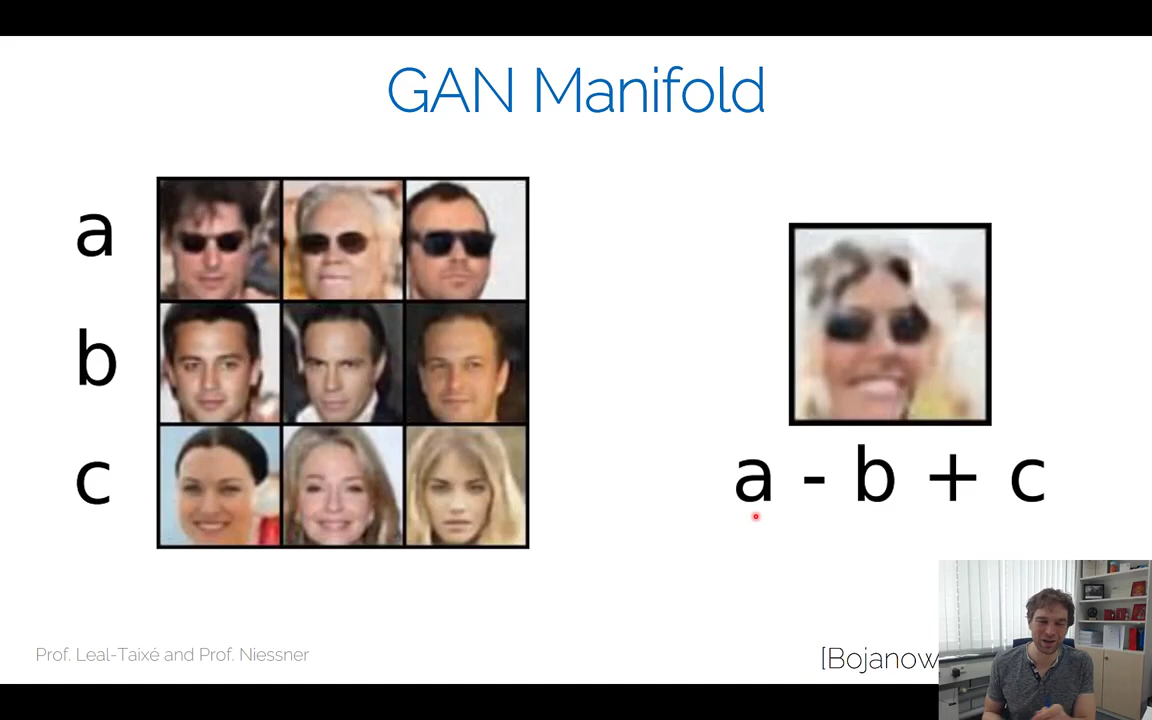 GAN Manifold
a
b
c
a - b + c
Prof. Leal-Taixé and Prof. Niessner
[Bojanow